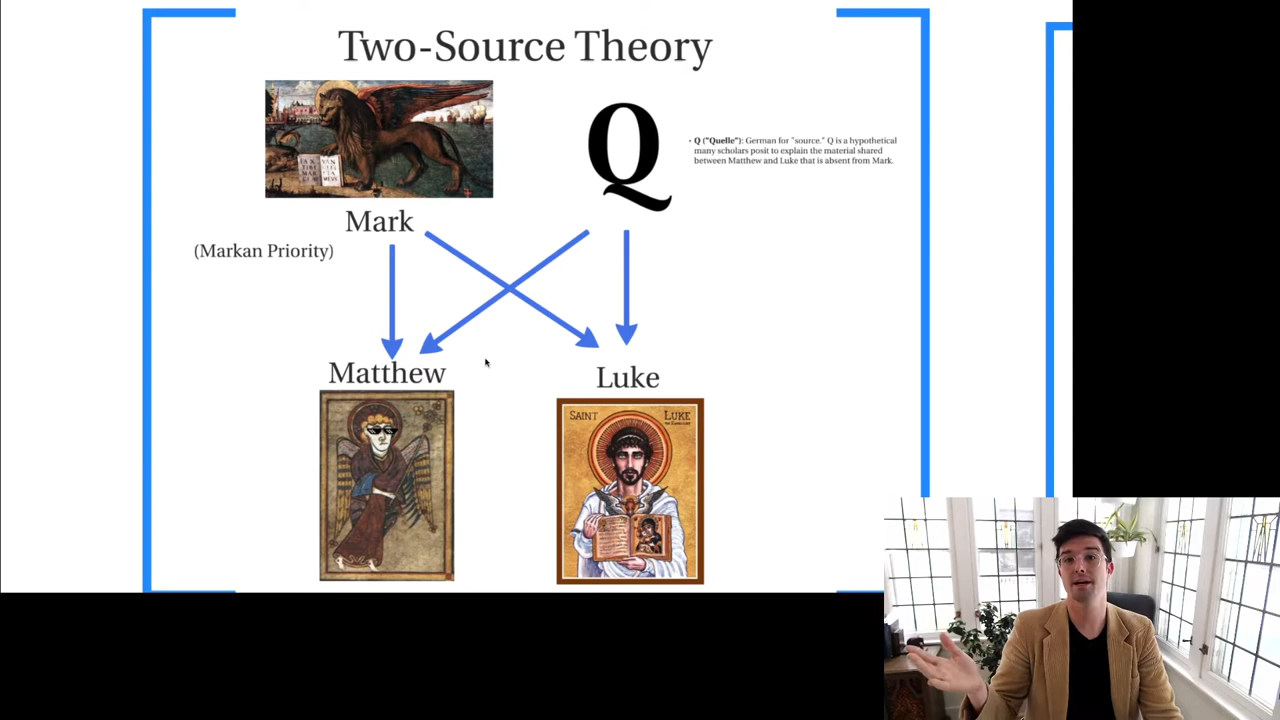 Two-Source Theory
Q
• Q ("Quelle"): German for "source." Q is a hypothetical
many scholars posit to explain the material shared
between Matthew and Luke that is absent from Mark.
Mark
(Markan Priority)
Matthew
Luke
SAINT LUKE